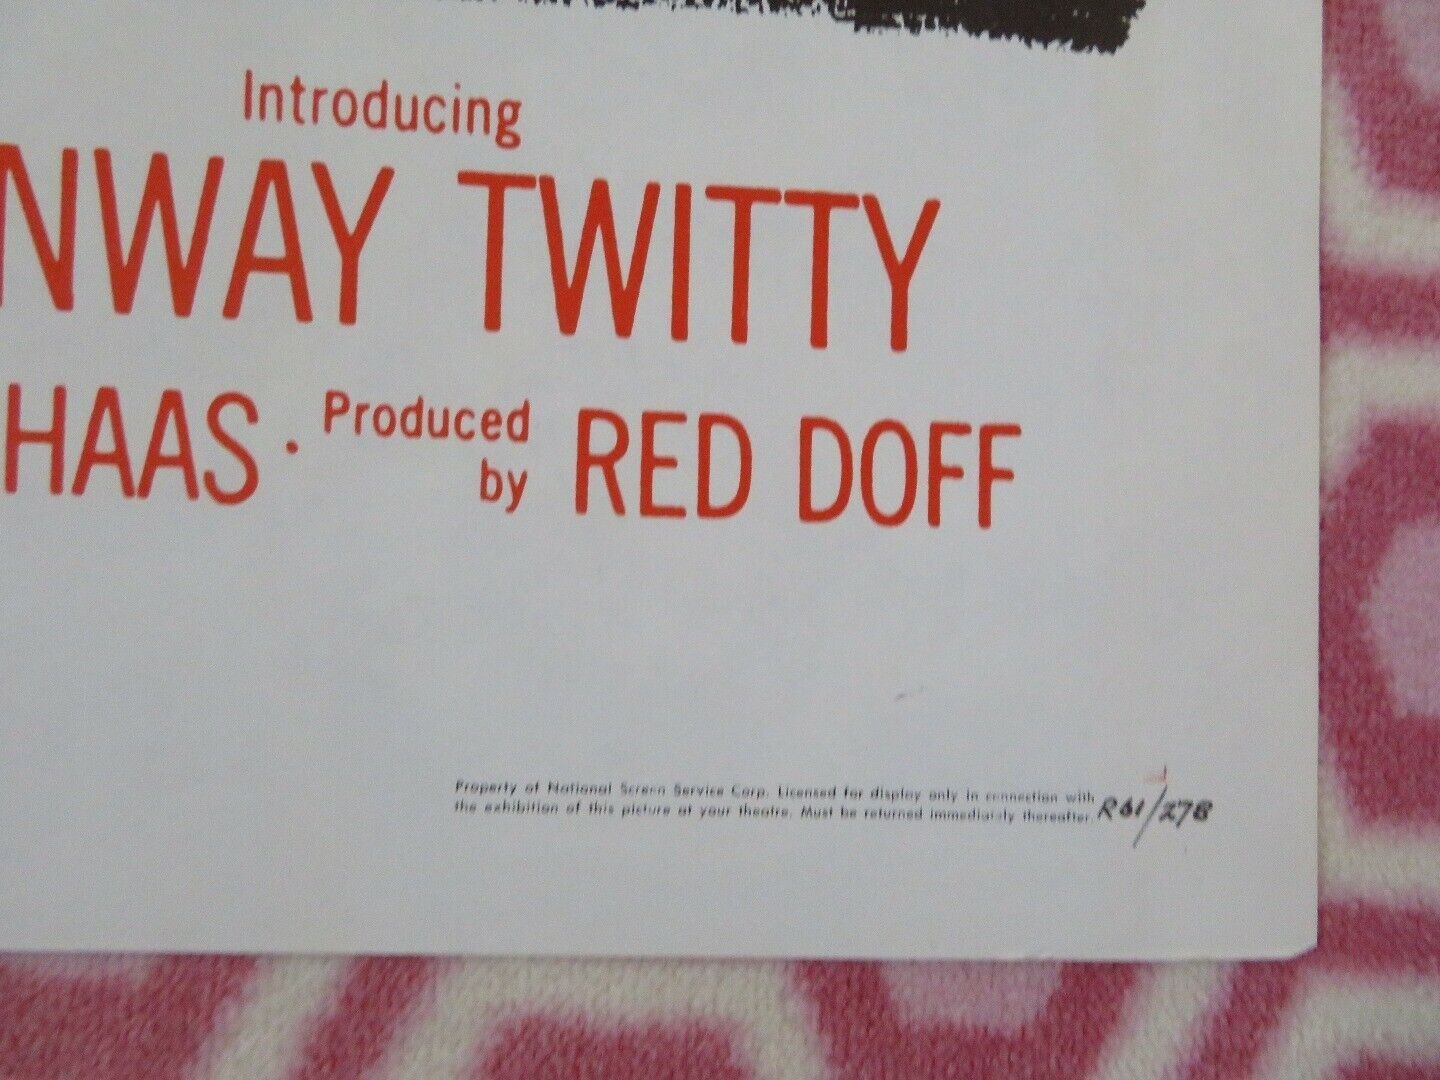 Introducing
NWAY TWITTY
HAAS · Produced by RED DOFF
Property of National Screen Service Corp. Licensed for display only in connection with
the exhibition of this picture at your theatre. Must be returned immediately thereafter. R61/278